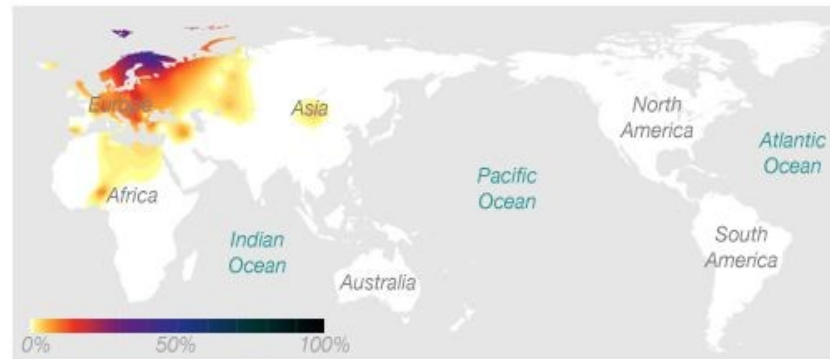 Europe
Asia
North
America
Atlantic
Ocean
Pacific
Ocean
Africa
Indian
Ocean
South
America
Australia
0%
50%
100%